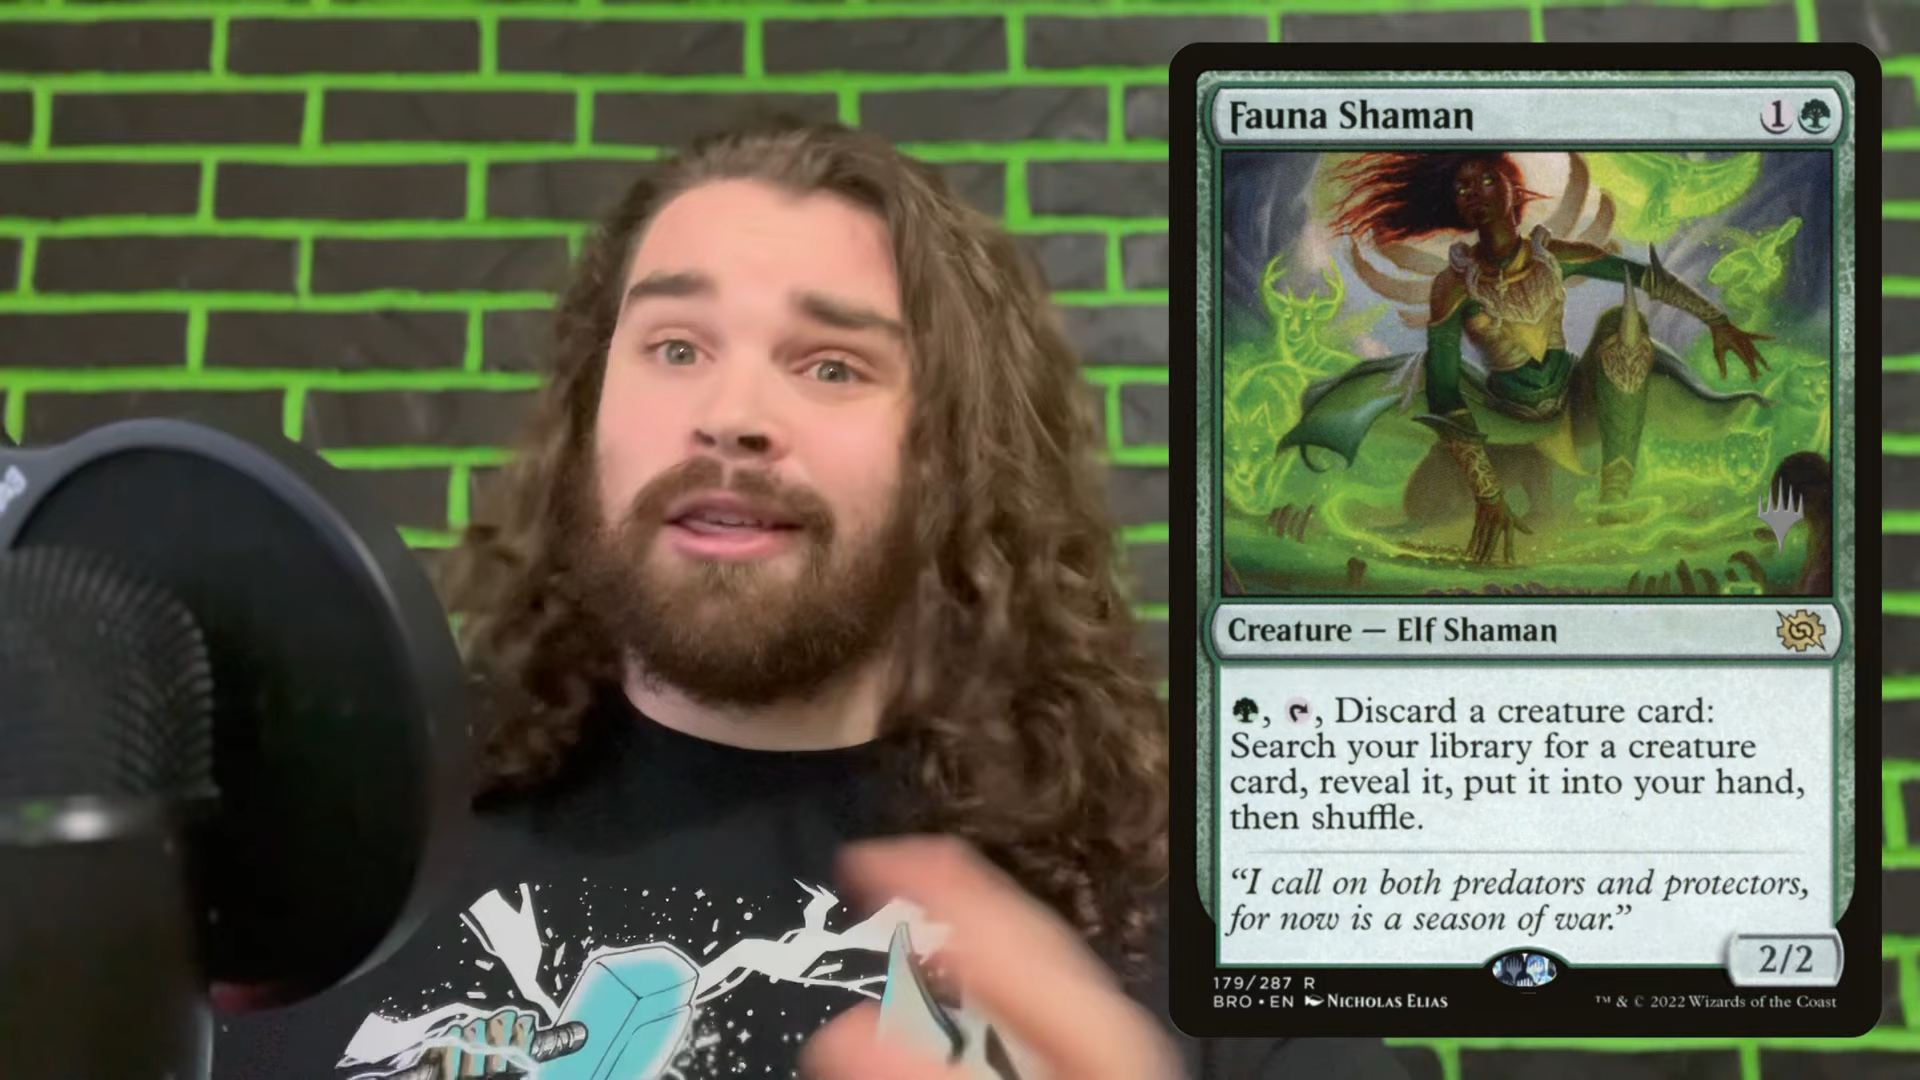 Fauna Shaman
1
Creature — Elf Shaman
, , Discard a creature card:
Search your library for a creature
card, reveal it, put it into your hand,
then shuffle.
“I call on both predators and protectors,
for now is a season of war.”
2/2
179/287 R
BRO • EN NICHOLAS ELIAS
™ & © 2022 Wizards of the Coast